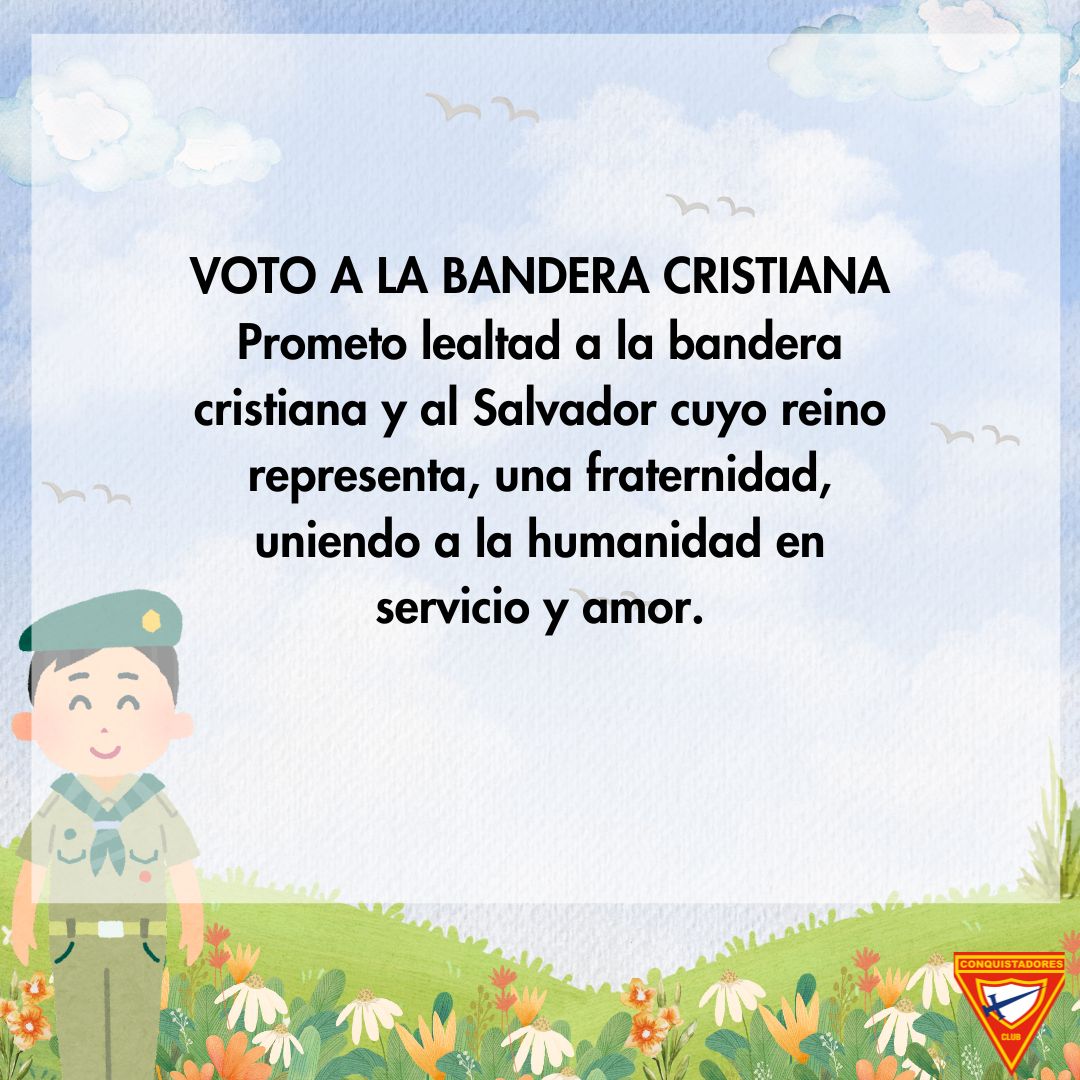 VOTO A LA BANDERA CRISTIANA
Prometo lealtad a la bandera
cristiana y al Salvador cuyo reino
representa, una fraternidad,
uniendo a la humanidad en
servicio y amor.
CONQUISTADORES
CLUB